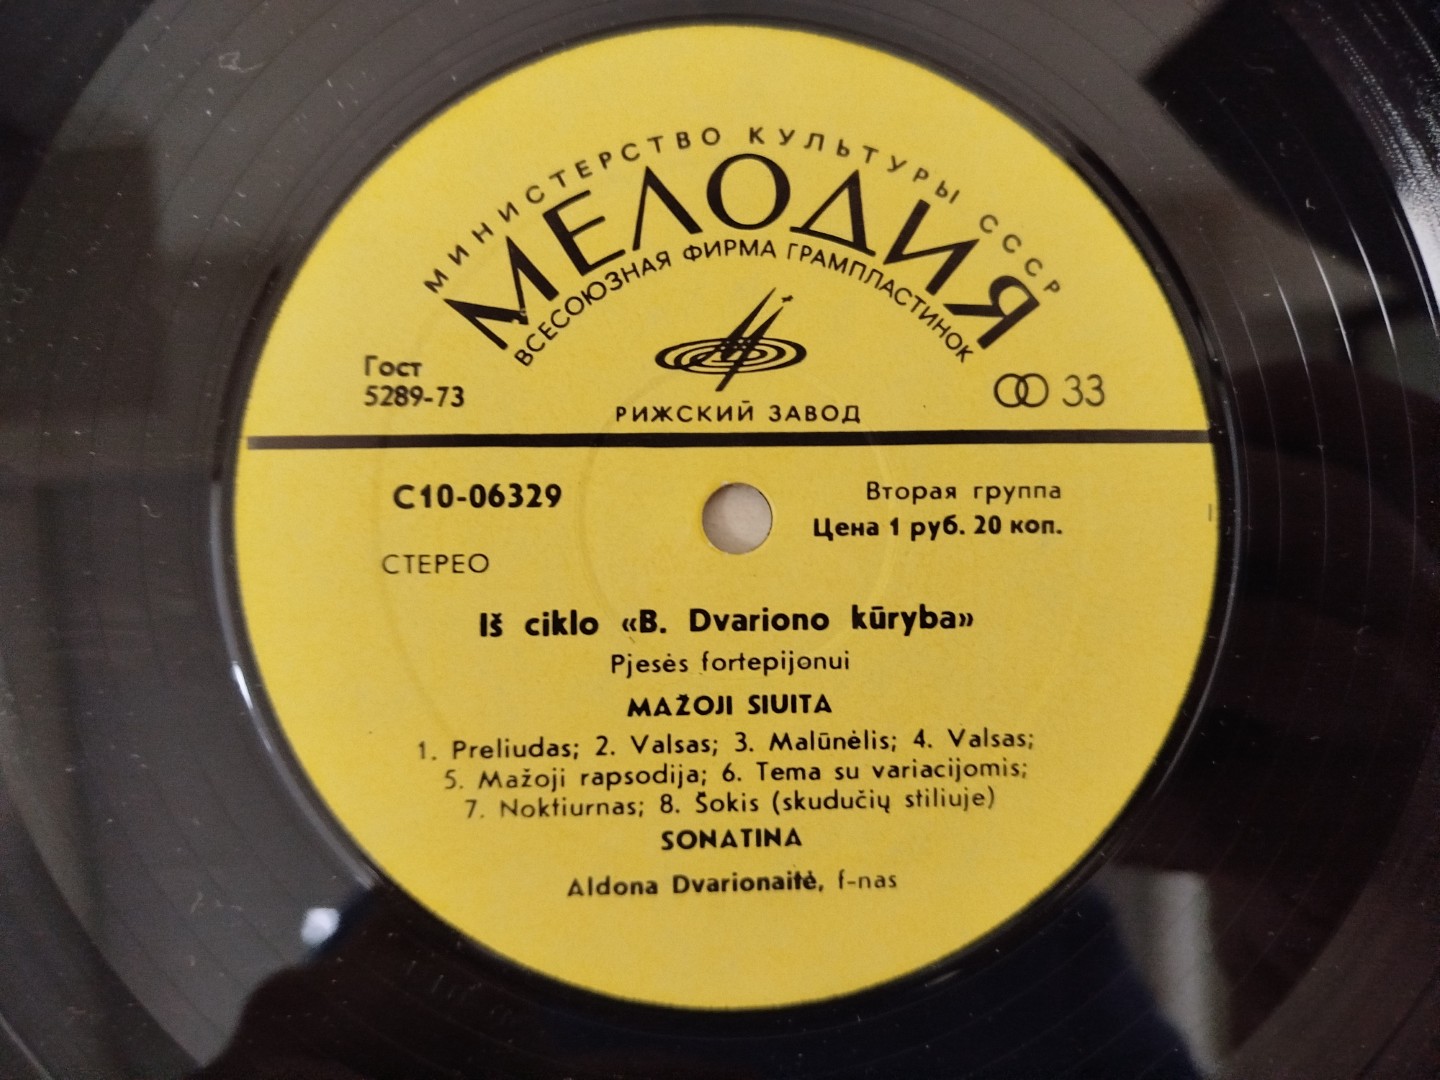 МИНИСТЕРСТВО КУЛЬТУРЫ СССР
МЕЛОДИЯ
ВСЕСОЮЗНАЯ ФИРМА ГРАМПЛАСТИНОК
Гост
5289-73
33
РИЖСКИЙ ЗАВОД
С10-06329
Вторая группа
Цена 1 руб. 20 коп.
СТЕРЕО
Iš ciklo «B. Dvariono kūryba»
Pjesės fortepijonui
MAŽOJI SIUITA
1. Preliudas; 2. Valsas; 3. Malūnėlis; 4. Valsas;
5. Mažoji rapsodija; 6. Tema su variacijomis;
7. Noktiurnas; 8. Šokis (skudučių stiliuje)
SONATINA
Aldona Dvarionaitė, f-nas